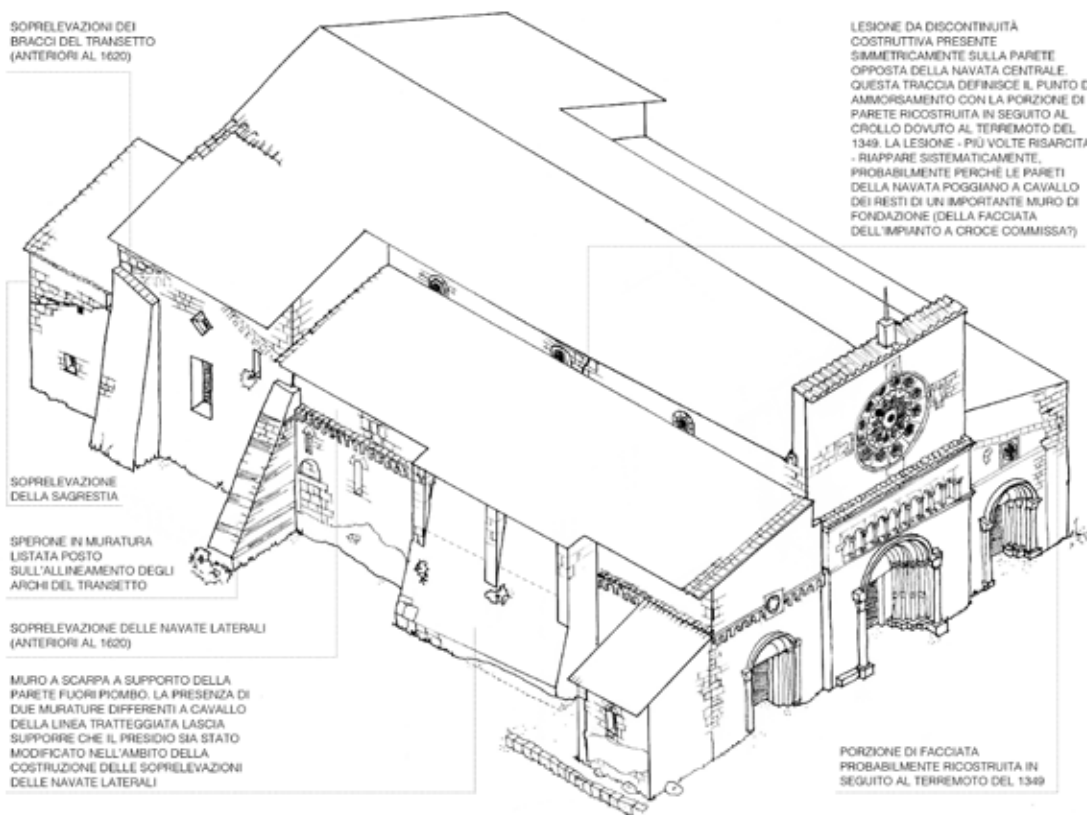 SOPRELEVAZIONI DEI
BRACCI DEL TRANSETTO
(ANTERIORI AL 1620)
LESIONE DA DISCONTINUITÀ
COSTRUTTIVA PRESENTE
SIMMETRICAMENTE SULLA PARETE
OPPOSTA DELLA NAVATA CENTRALE.
QUESTA TRACCIA DEFINISCE IL PUNTO D
AMMORSAMENTO CON LA PORZIONE DI
PARETE RICOSTRUITA IN SEGUITO AL
CROLLO DOVUTO AL TERREMOTO DEL
1349. LA LESIONE - PIÙ VOLTE RISARCITA
- RIAPPARE SISTEMATICAMENTE,
PROBABILMENTE PERCHÈ LE PARETI
DELLA NAVATA POGGIANO A CAVALLO
DEI RESTI DI UN IMPORTANTE MURO DI
FONDAZIONE (DELLA FACCIATA
DELL'IMPIANTO A CROCE COMMISSA?)
SOPRELEVAZIONE
DELLA SAGRESTIA
SPERONE IN MURATURA
LISTATA POSTO
SULL'ALLINEAMENTO DEGLI
ARCHI DEL TRANSETTO
SOPRELEVAZIONE DELLE NAVATE LATERALI
(ANTERIORI AL 1620)
MURO A SCARPA A SUPPORTO DELLA
PARETE FUORI PIOMBO. LA PRESENZA DI
DUE MURATURE DIFFERENTI A CAVALLO
DELLA LINEA TRATTEGGIATA LASCIA
SUPPORRE CHE IL PRESIDIO SIA STATO
MODIFICATO NELL'AMBITO DELLA
COSTRUZIONE DELLE SOPRELEVAZIONI
DELLE NAVATE LATERALI
PORZIONE DI FACCIATA
PROBABILMENTE RICOSTRUITA IN
SEGUITO AL TERREMOTO DEL 1349